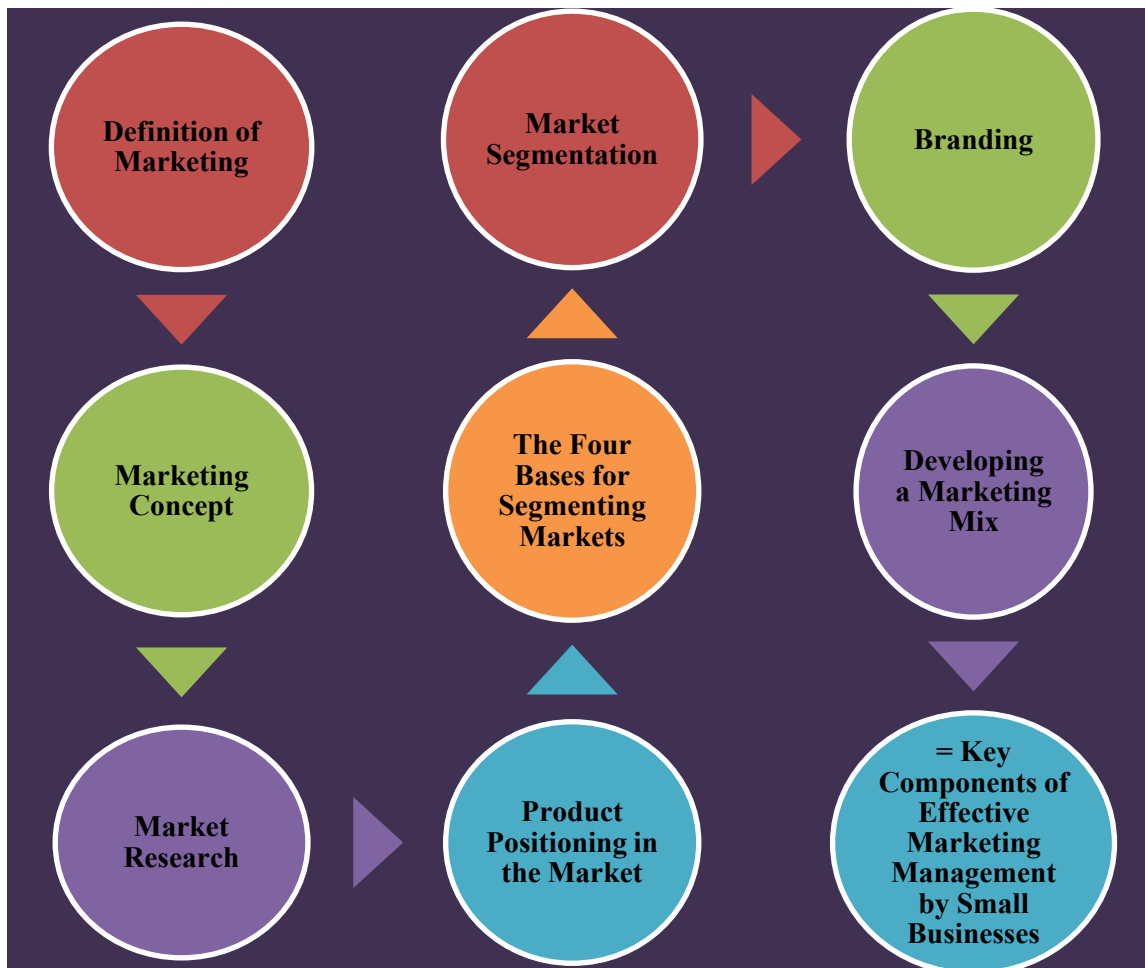 Definition of
Marketing
Marketing
Concept
Market
Research
Product
Positioning in
the Market
The Four
Bases for
Segmenting
Markets
Market
Segmentation
Branding
Developing
a Marketing
Mix
= Key
Components of
Effective
Marketing
Management
by Small
Businesses